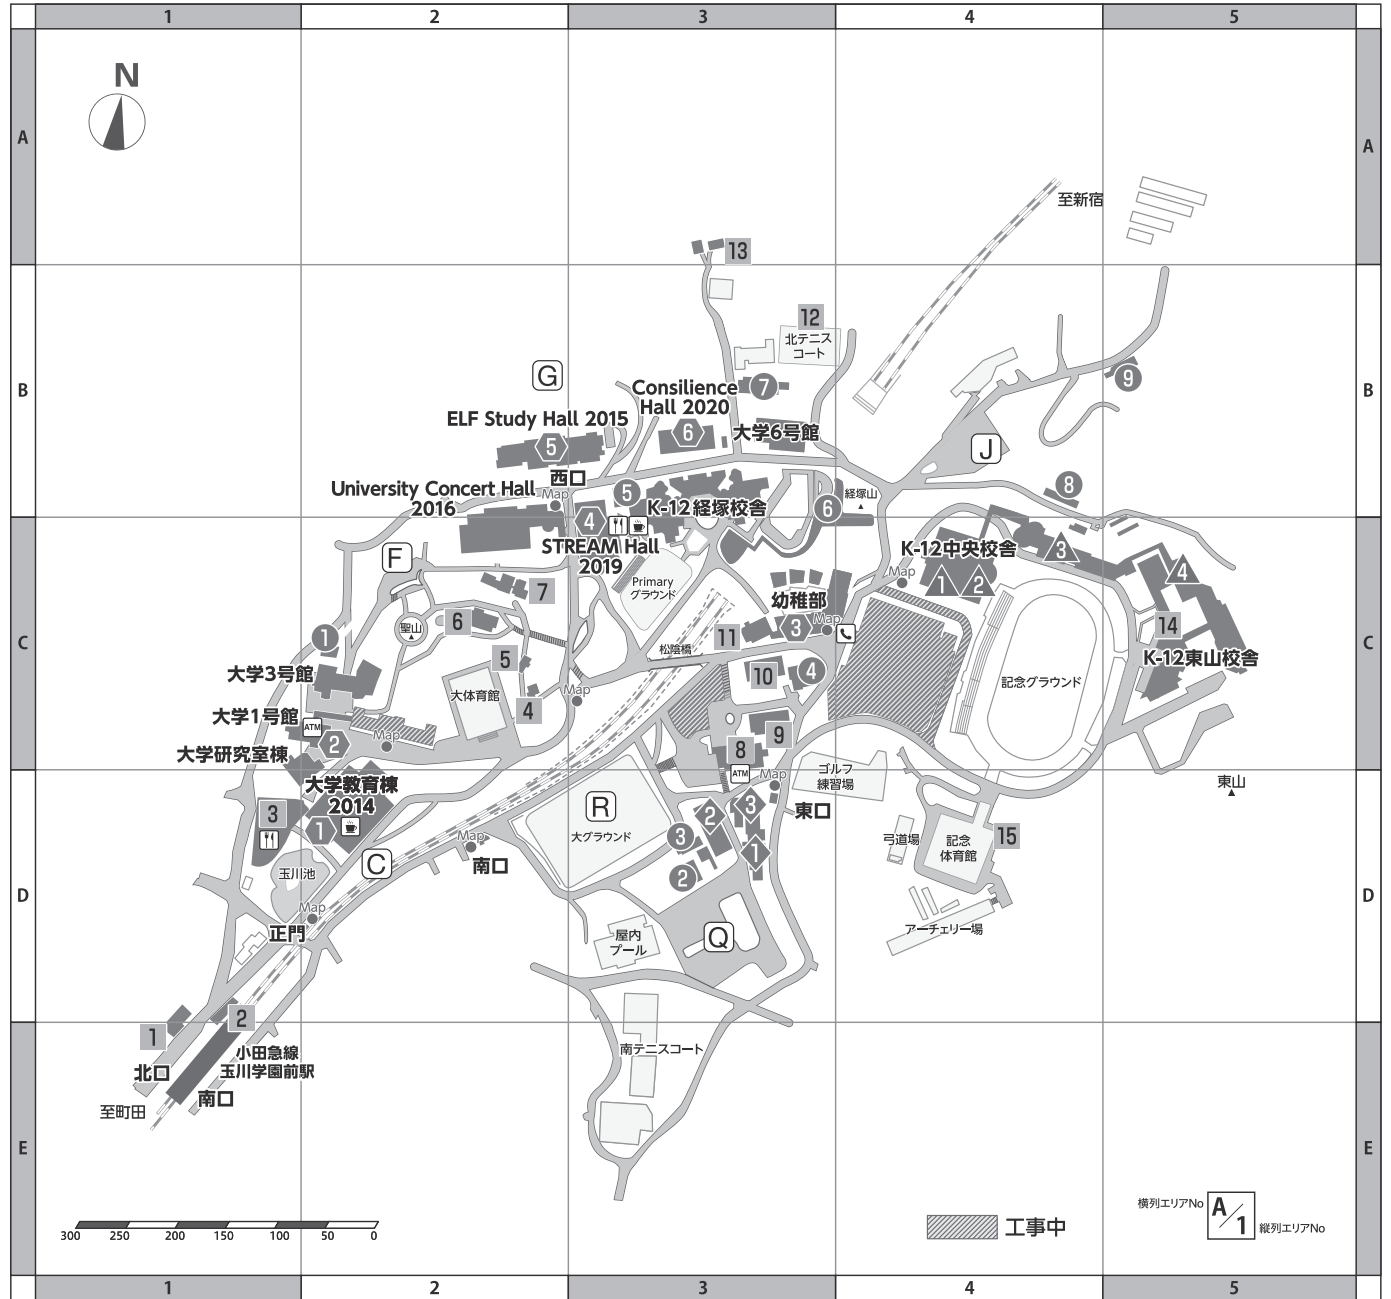 1 2 3 4 5
N
A A
至新宿
13
12
北テニス
コート
G
B B
Consilience
Hall 2020
7
9
ELF Study Hall 2015
6
大学6号館
5
J
西口
University Concert Hall
2016
Map
5
K-12経塚校舎
6
経塚山
8
4
STREAM Hall
2019
F
K-12中央校舎
3
4
Map
1 2
Primary
グラウンド
7
幼稚部
聖山
6
11
3
Map
14
K-12東山校舎
C C
1
大学3号館
5
松陰橋
10
4
記念グラウンド
大体育館
4
Map
大学1号館
ATM
2
Map
9
大学研究室棟
8
ATM
Map
ゴルフ
練習場
東山
大学教育棟
2014
3
1
R
大グラウンド
2
3
東口
3
1
弓道場
記念
体育館
15
Map
南口
C
玉川池
2
D D
Map
正門
屋内
プール
Q
アーチェリー場
1
2
小田急線
玉川学園前駅
北口
南口
至町田
南テニスコート
E E
300 250 200 150 100 50 0
工事中
横列エリアNo
A/1
縦列エリアNo
1 2 3 4 5